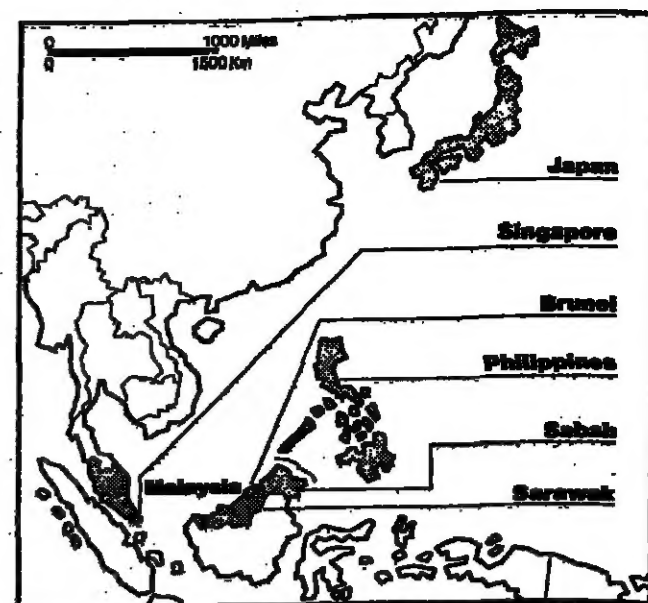 0 1000 Miles
0 1500 Km
Japan
Singapore
Brunei
Philippines
Sabah
Malaysia
Sarawak